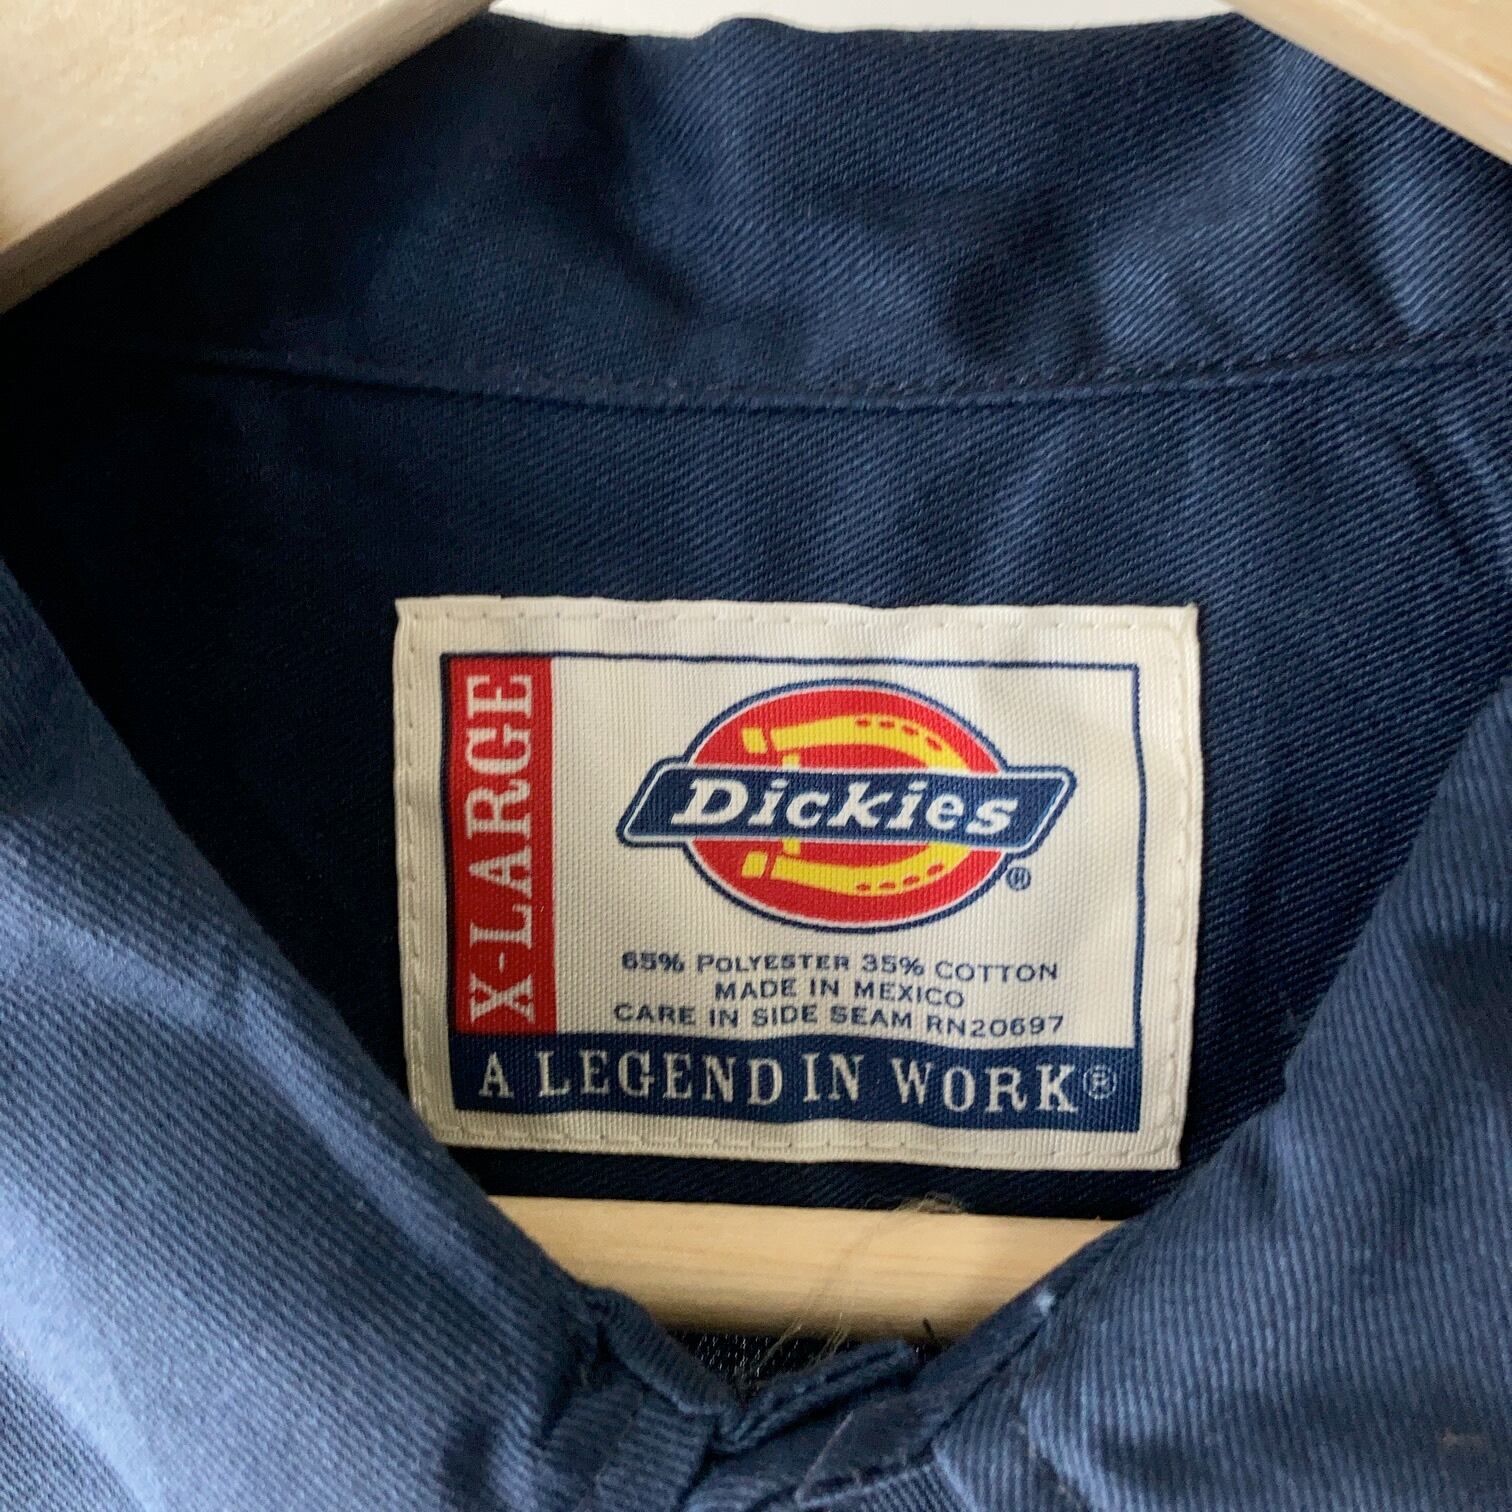 X-LARGE
Dickies®
65% POLYESTER 35% COTTON
MADE IN MEXICO
CARE IN SIDE SEAM RN20697
A LEGEND IN WORK®